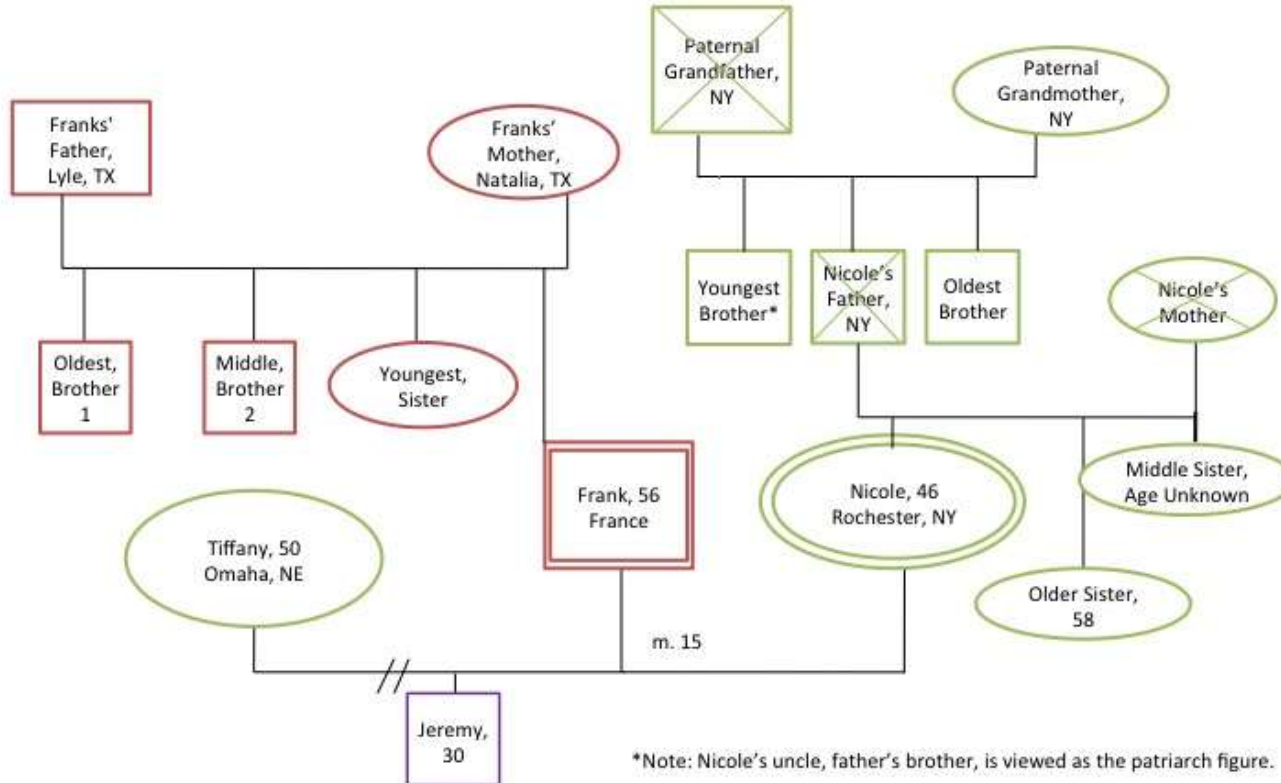 Paternal
Grandfather,
NY
Paternal
Grandmother,
NY
Franks'
Father,
Lyle, TX
Franks'
Mother,
Natalia, TX
Youngest
Brother*
Nicole's
Father,
NY
Oldest
Brother
Nicole's
Mother
Oldest,
Brother
1
Middle,
Brother
2
Youngest,
Sister
Frank, 56
France
Nicole, 46
Rochester, NY
Middle Sister,
Age Unknown
Tiffany, 50
Omaha, NE
Older Sister,
58
m. 15
Jeremy,
30
*Note: Nicole's uncle, father's brother, is viewed as the patriarch figure.